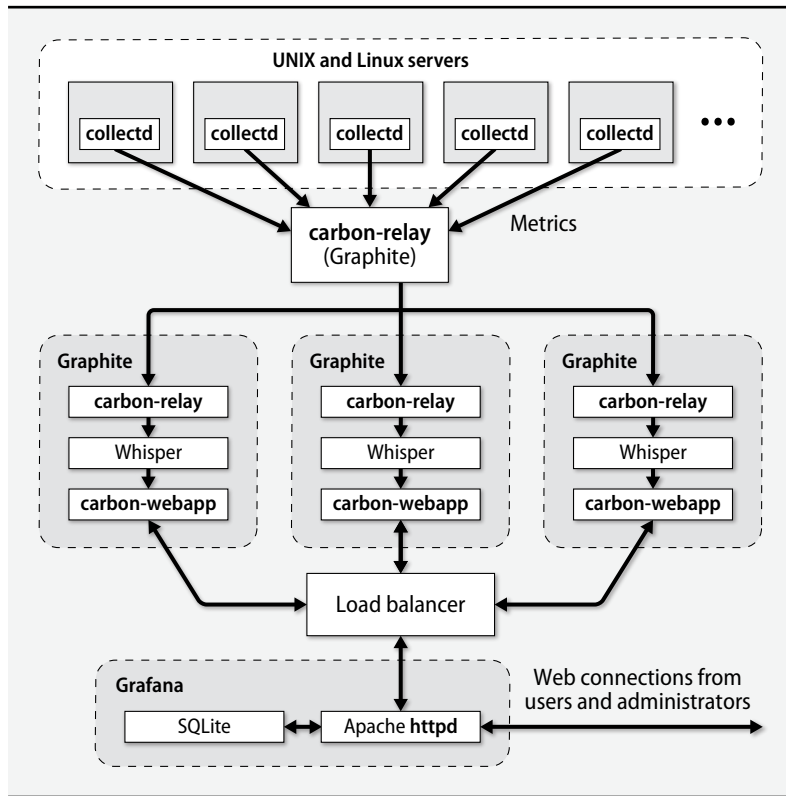 UNIX and Linux servers
collectd
collectd
collectd
collectd
collectd
•••
carbon-relay
(Graphite)
Metrics
Graphite
carbon-relay
Whisper
carbon-webapp
Graphite
carbon-relay
Whisper
carbon-webapp
Graphite
carbon-relay
Whisper
carbon-webapp
Load balancer
Grafana
SQLite
Apache httpd
Web connections from
users and administrators